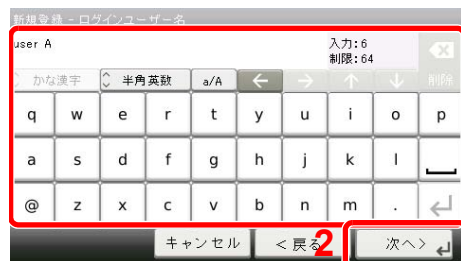 新規登録 - ログインユーザー名
user A
入力:6
制限:64
かな漢字 半角英数 a/A ← → ↑ ↓ 削除
q w e r t y u i o p
a s d f g h j k l
@ z x c v b n m .
キャンセル < 戻る 2 次へ >